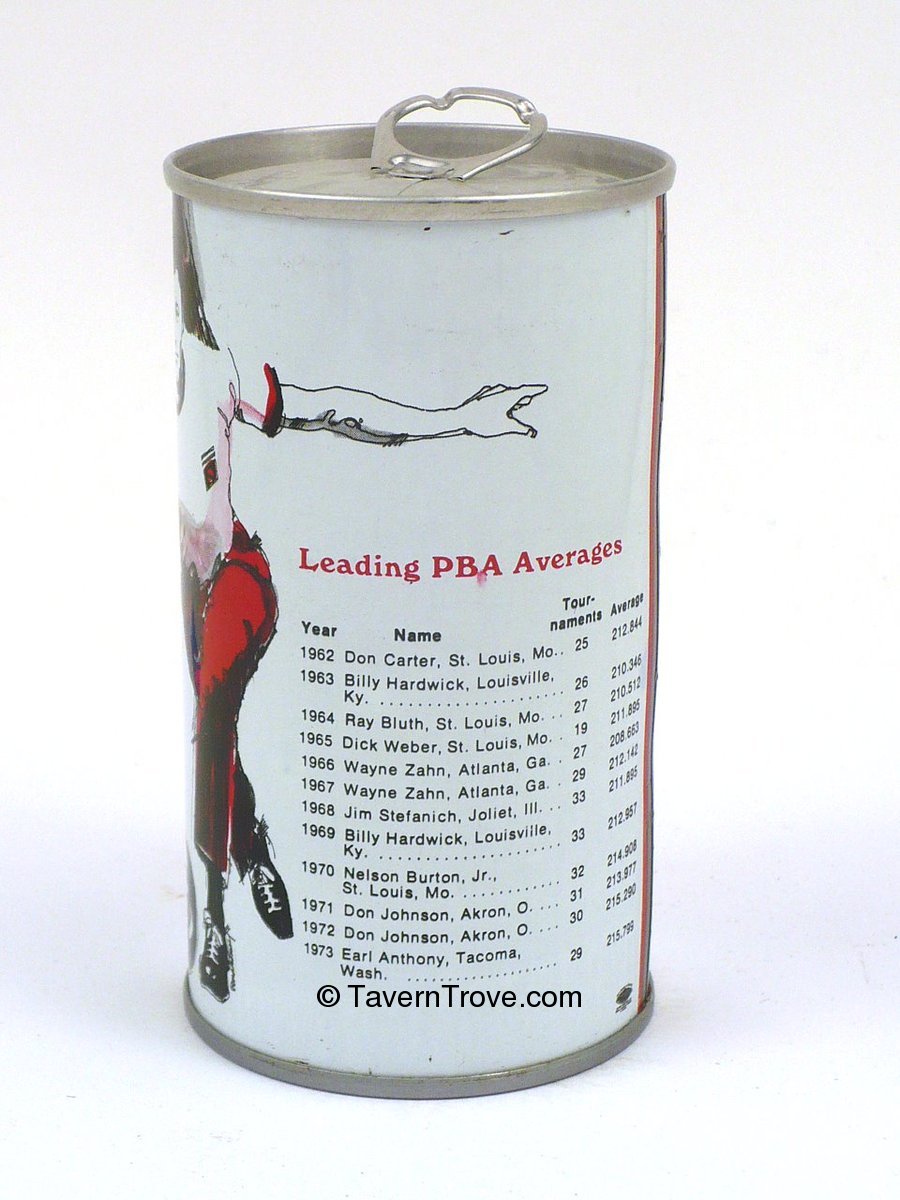 Leading PBA Averages
Year Name Tour-naments Average
1962 Don Carter, St. Louis, Mo. . 25 212.844
1963 Billy Hardwick, Louisville,
Ky. . . . . . . . . . . . . . . . . . . . . . . 26 210.346
1964 Ray Bluth, St. Louis, Mo. . . 27 210.512
1965 Dick Weber, St. Louis, Mo. . 19 211.895
1966 Wayne Zahn, Atlanta, Ga. . . 27 208.663
1967 Wayne Zahn, Atlanta, Ga. . . 29 212.142
1968 Jim Stefanich, Joliet, Ill. . . . 33 211.895
1969 Billy Hardwick, Louisville,
Ky. . . . . . . . . . . . . . . . . . . . . . . 33 212.957
1970 Nelson Burton, Jr.,
St. Louis, Mo. . . . . . . . . . . . . 32 214.908
1971 Don Johnson, Akron, O. . . . 31 213.977
1972 Don Johnson, Akron, O. . . . 30 215.290
1973 Earl Anthony, Tacoma,
Wash. . . . . . . . . . . . . . . . . . . . 29 215.799
© TavernTrove.com